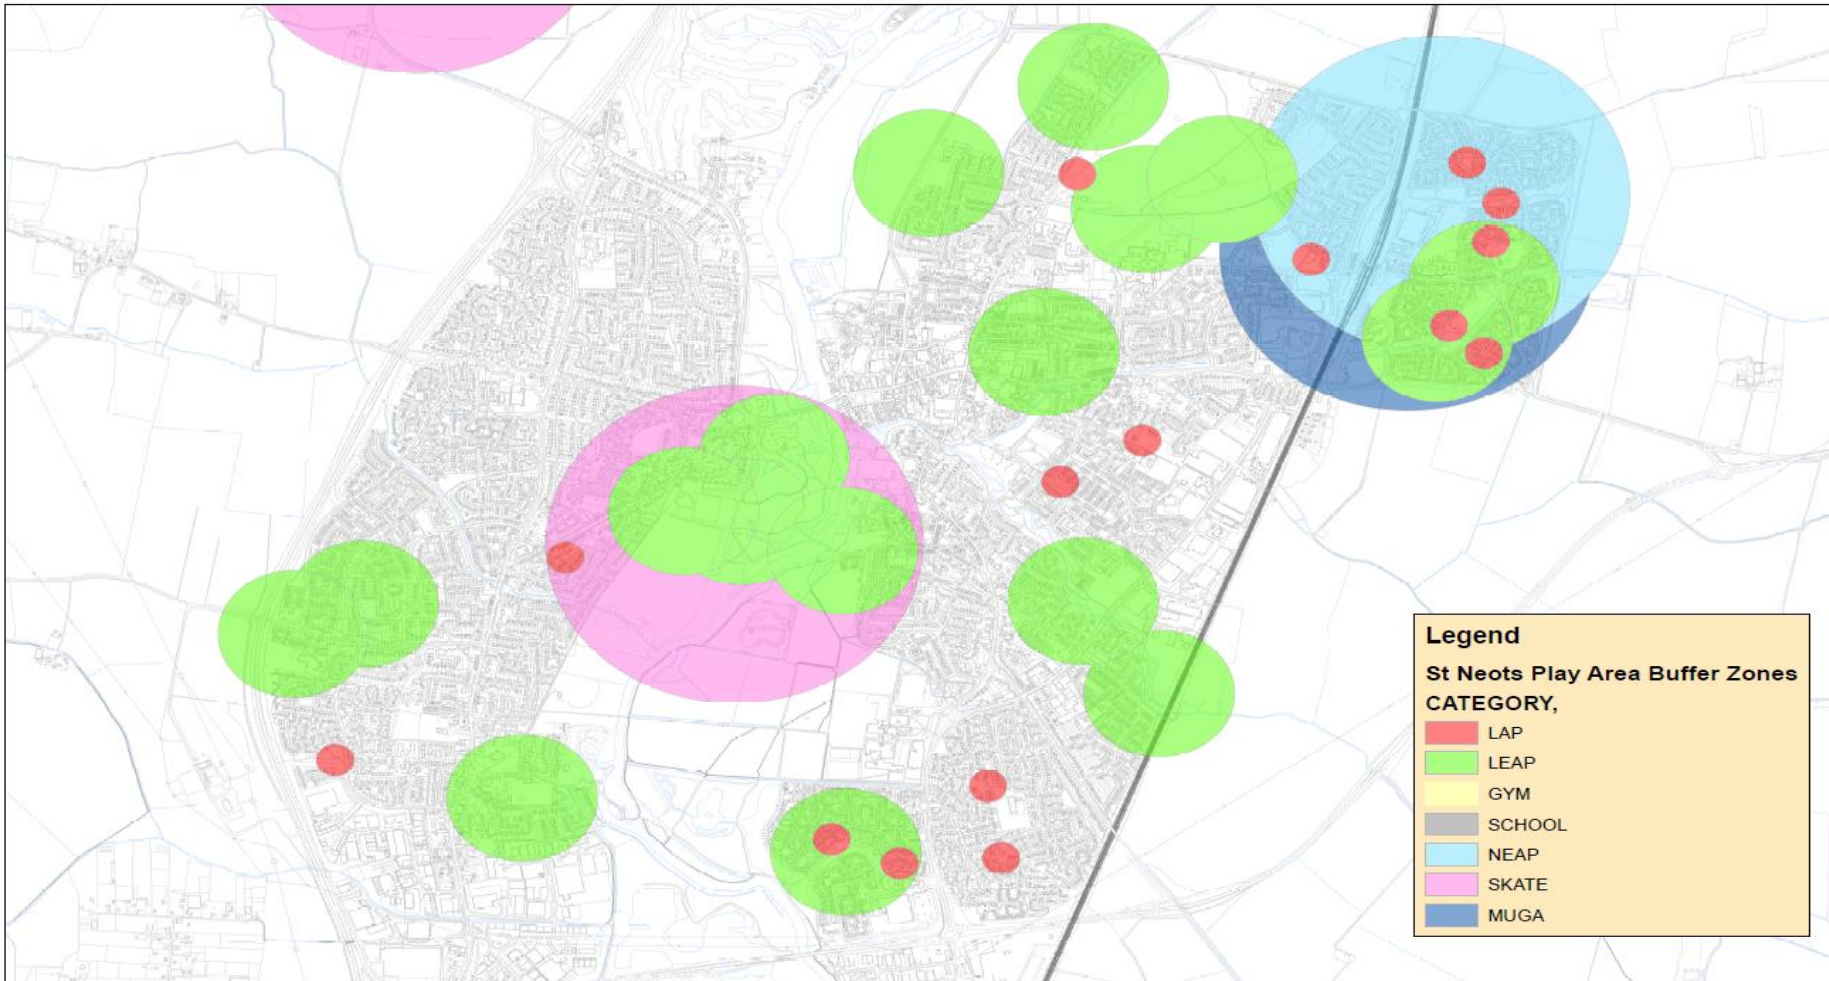 Legend
St Neots Play Area Buffer Zones
CATEGORY,
LAP
LEAP
GYM
SCHOOL
NEAP
SKATE
MUGA